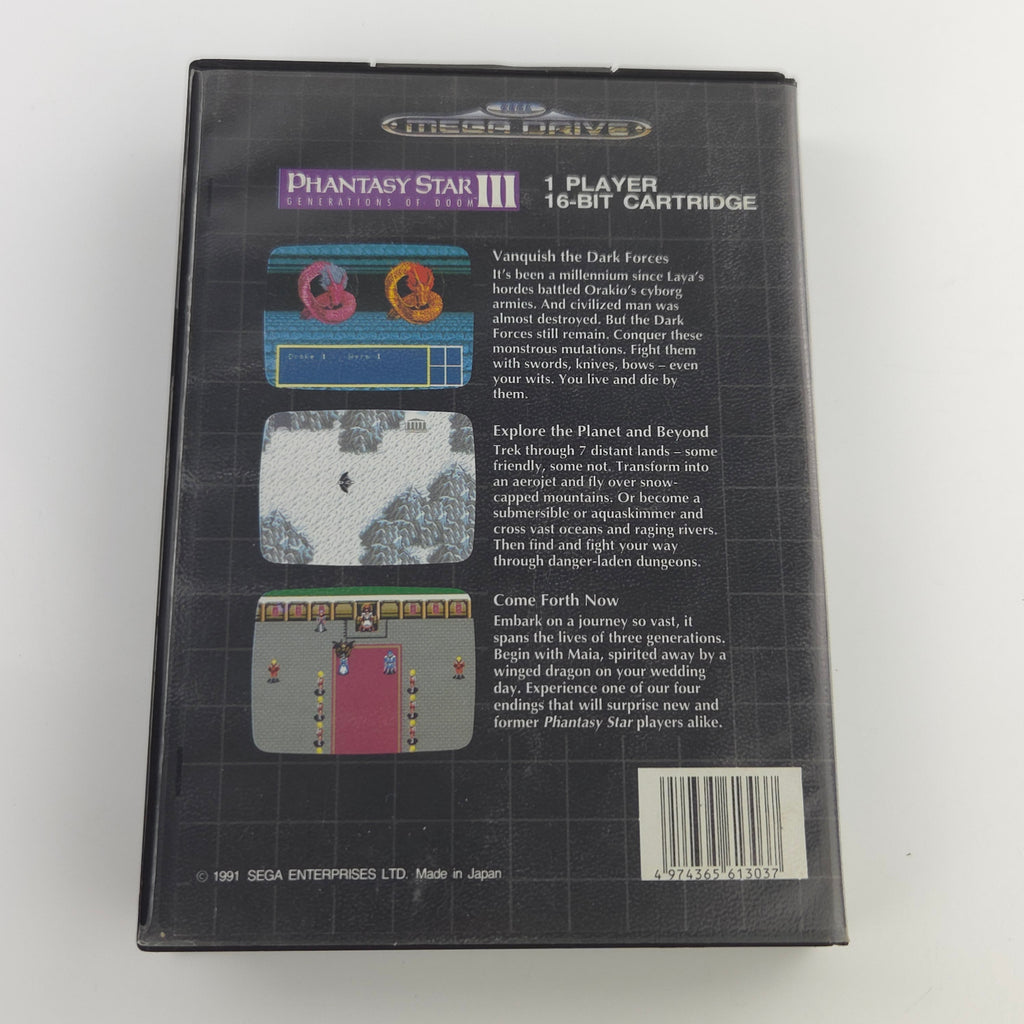 SEGA
MEGA DRIVE
PHANTASY STAR III
GENERATIONS OF DOOM
1 PLAYER
16-BIT CARTRIDGE
Vanquish the Dark Forces
It's been a millennium since Laya's
hordes battled Orakio's cyborg
armies. And civilized man was
almost destroyed. But the Dark
Forces still remain. Conquer these
monstrous mutations. Fight them
with swords, knives, bows – even
your wits. You live and die by
them.
Explore the Planet and Beyond
Trek through 7 distant lands – some
friendly, some not. Transform into
an aerojet and fly over snow-
capped mountains. Or become a
submersible or aquaskimmer and
cross vast oceans and raging rivers.
Then find and fight your way
through danger-laden dungeons.
Come Forth Now
Embark on a journey so vast, it
spans the lives of three generations.
Begin with Maia, spirited away by a
winged dragon on your wedding
day. Experience one of our four
endings that will surprise new and
former Phantasy Star players alike.
4 974365 613037
© 1991 SEGA ENTERPRISES LTD. Made in Japan